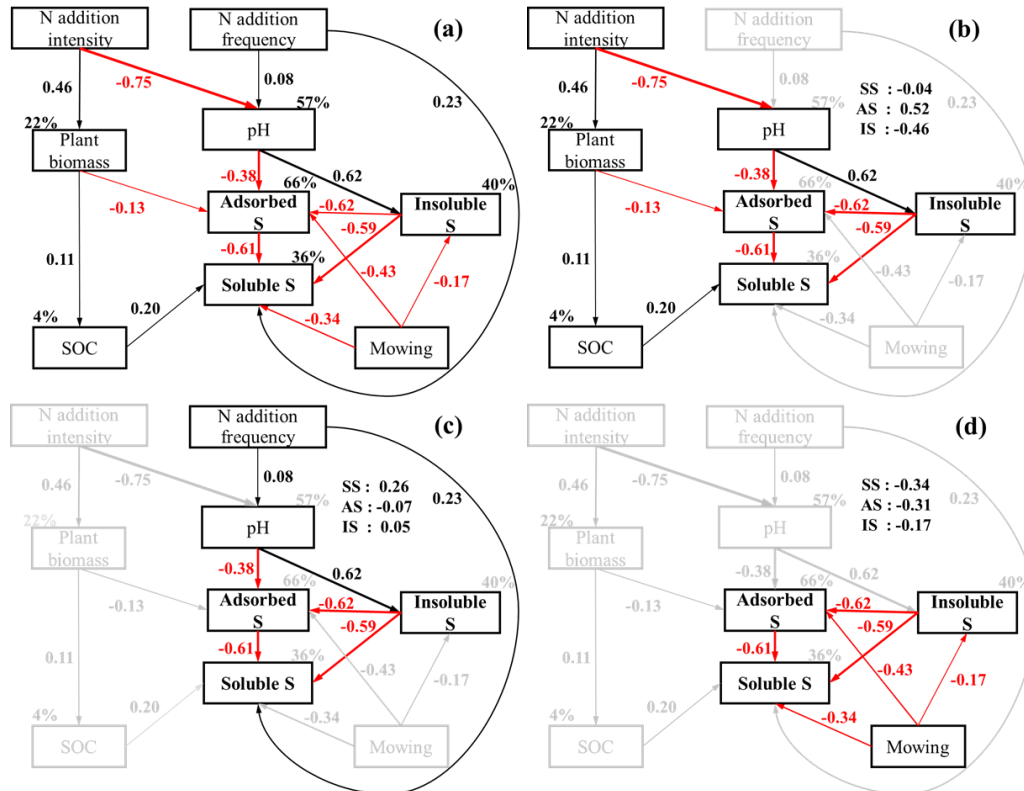 N addition
intensity
N addition
frequency
(a)
0.46
-0.75
0.08
0.23
22%
57%
Plant
biomass
pH
-0.38
0.62
66%
40%
-0.13
Adsorbed
S
-0.62
Insoluble
S
-0.59
-0.61
36%
0.11
Soluble S
-0.43
-0.17
0.20
-0.34
4%
SOC
Mowing
N addition
intensity
N addition
frequency
(b)
0.46
-0.75
0.08
0.23
SS : -0.04
AS : 0.52
IS : -0.46
22%
57%
Plant
biomass
pH
-0.38
0.62
66%
40%
-0.13
Adsorbed
S
-0.62
Insoluble
S
-0.59
-0.61
36%
0.11
Soluble S
-0.43
-0.17
0.20
-0.34
4%
SOC
Mowing
N addition
intensity
N addition
frequency
(c)
0.46
-0.75
0.08
0.23
SS : 0.26
AS : -0.07
IS : 0.05
22%
57%
Plant
biomass
pH
-0.38
0.62
66%
40%
-0.13
Adsorbed
S
-0.62
Insoluble
S
-0.59
-0.61
36%
0.11
Soluble S
-0.43
-0.17
0.20
-0.34
4%
SOC
Mowing
N addition
intensity
N addition
frequency
(d)
0.46
-0.75
0.08
0.23
SS : -0.34
AS : -0.31
IS : -0.17
22%
57%
Plant
biomass
pH
-0.38
0.62
66%
40%
-0.13
Adsorbed
S
-0.62
Insoluble
S
-0.59
-0.61
36%
0.11
Soluble S
-0.43
-0.17
0.20
-0.34
4%
SOC
Mowing